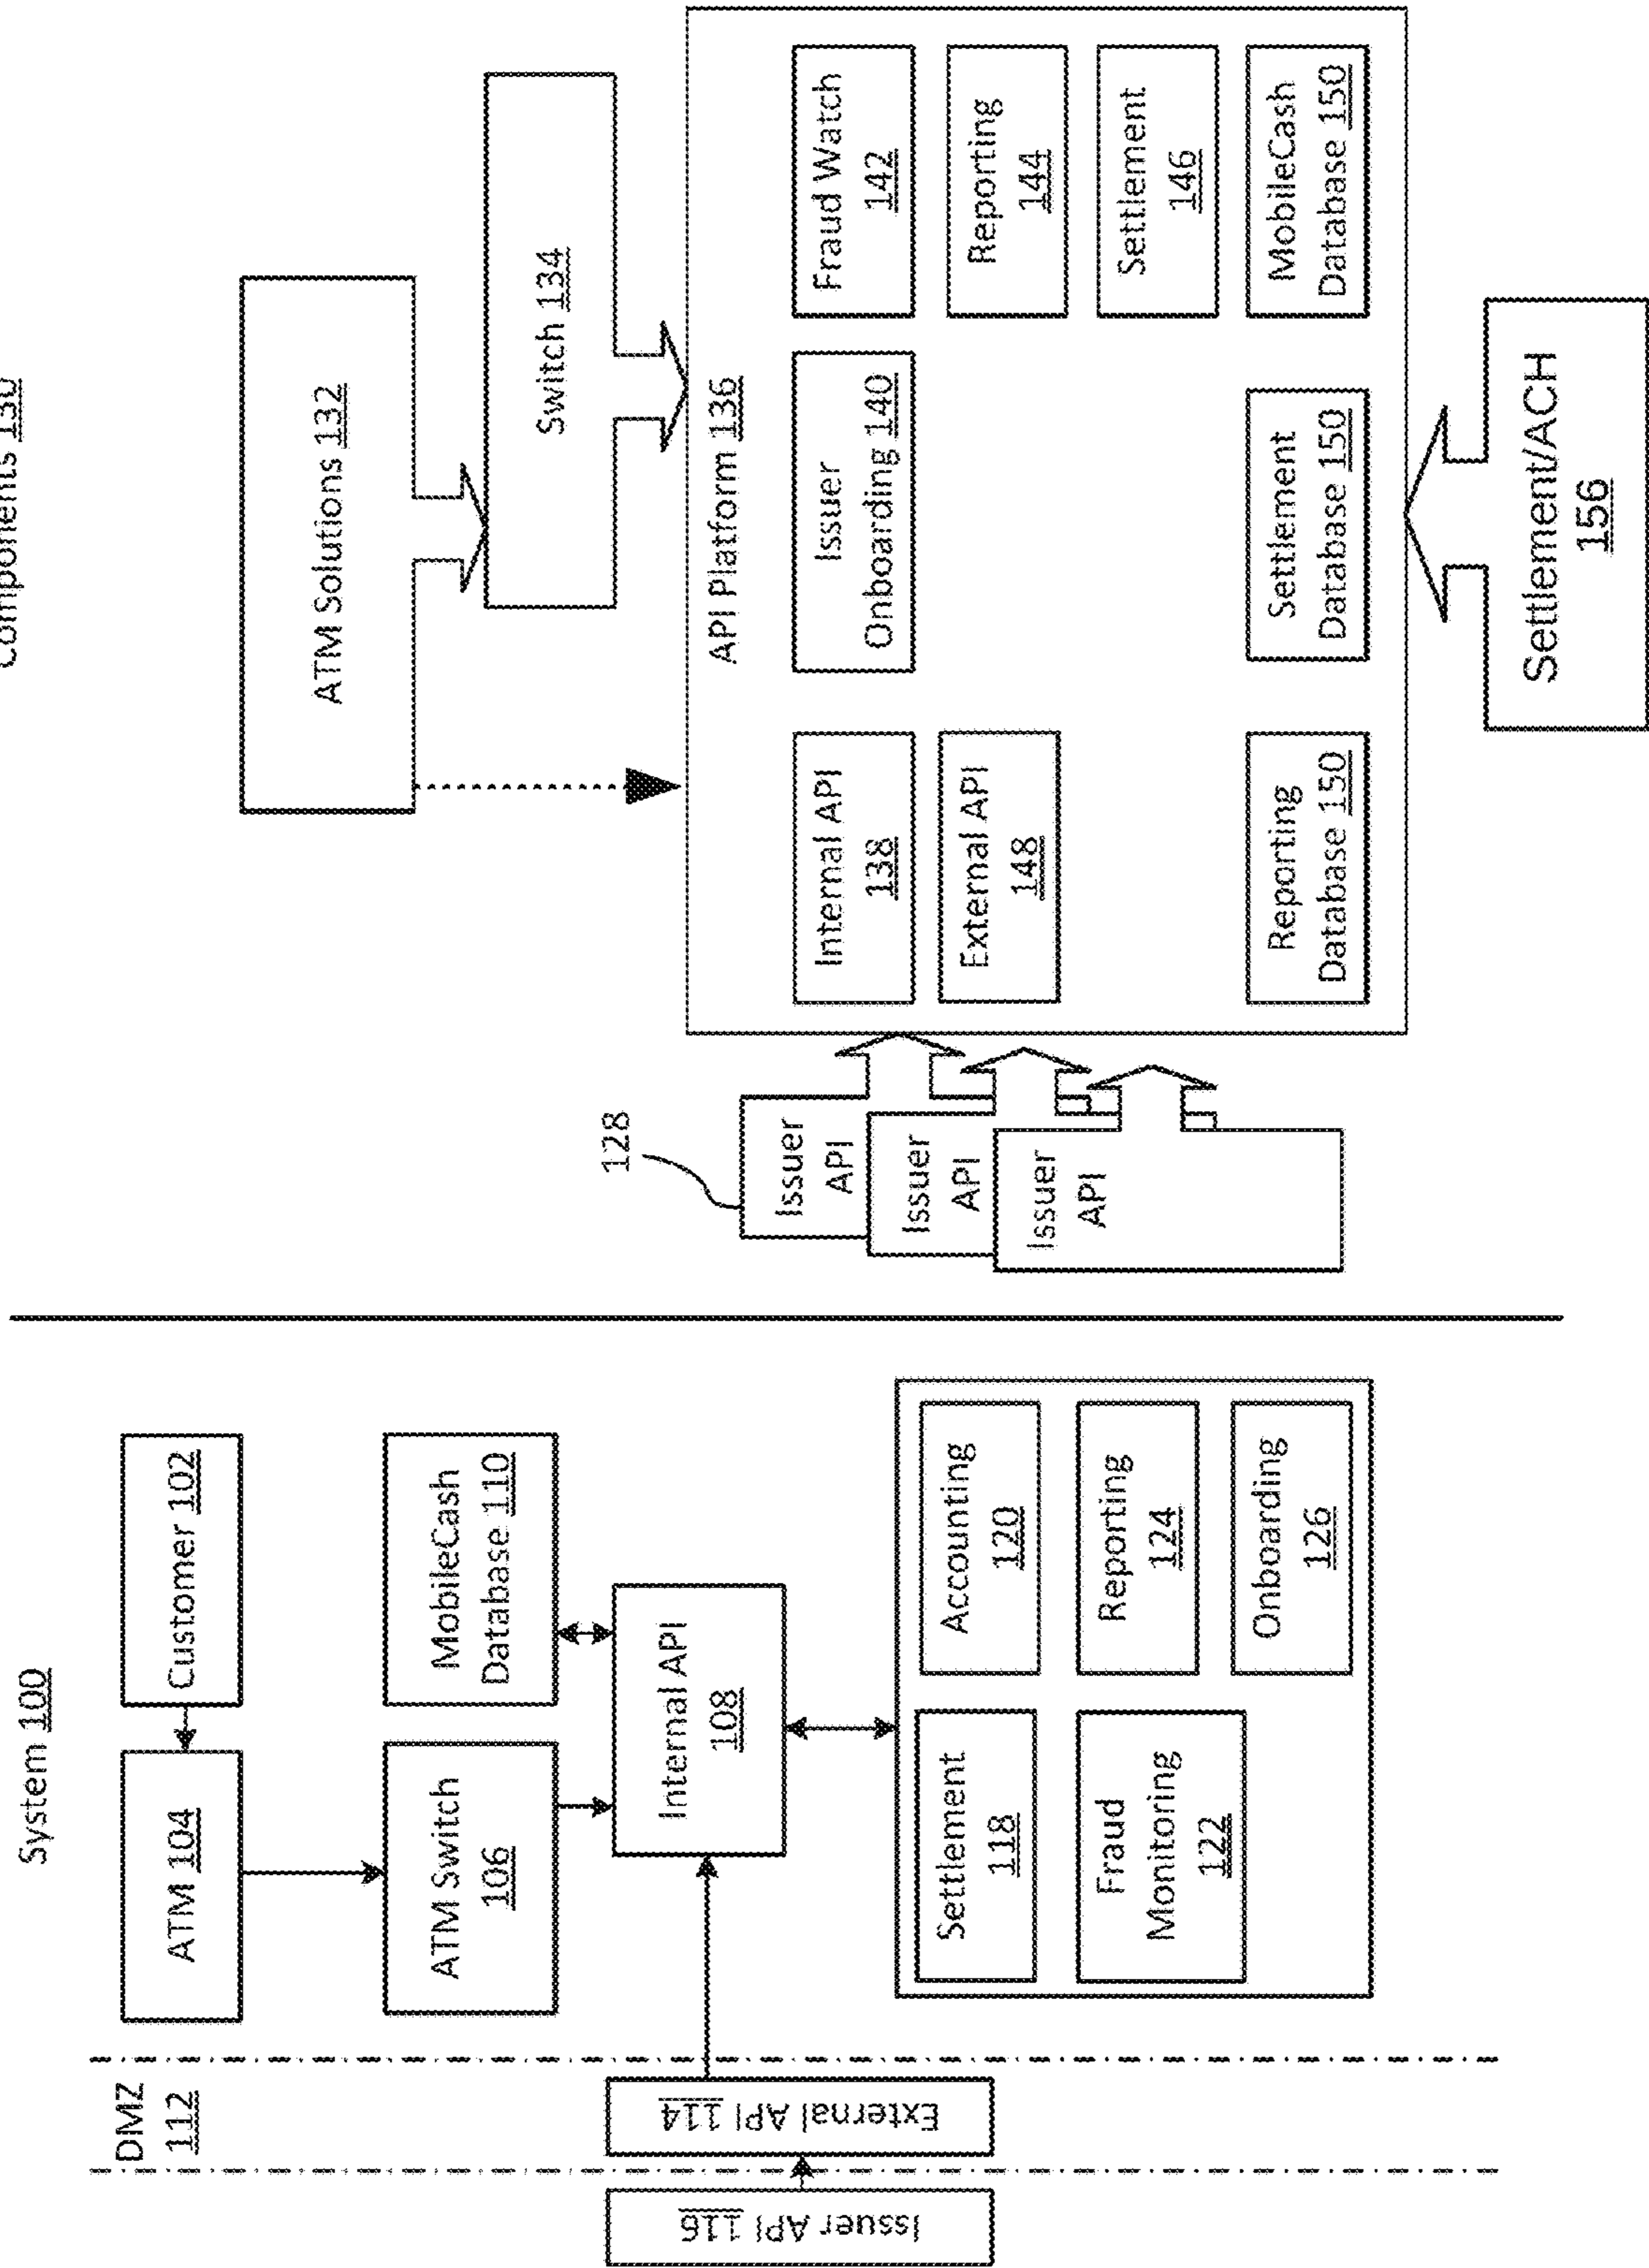 System 100
Customer 102
ATM 104
ATM Switch
106
MobileCash
Database 110
Internal API
108
DMZ
112
External API 114
Issuer API 116
Settlement
118
Accounting
120
Fraud
Monitoring
122
Reporting
124
Onboarding
126
Components 130
ATM Solutions 132
Switch 134
API Platform 136
128
Issuer
API
Issuer
API
Issuer
API
Internal API
138
Issuer
Onboarding 140
Fraud Watch
142
External API
148
Reporting
144
Settlement
146
Reporting
Database 150
Settlement
Database 150
MobileCash
Database 150
Settlement/ACH
156